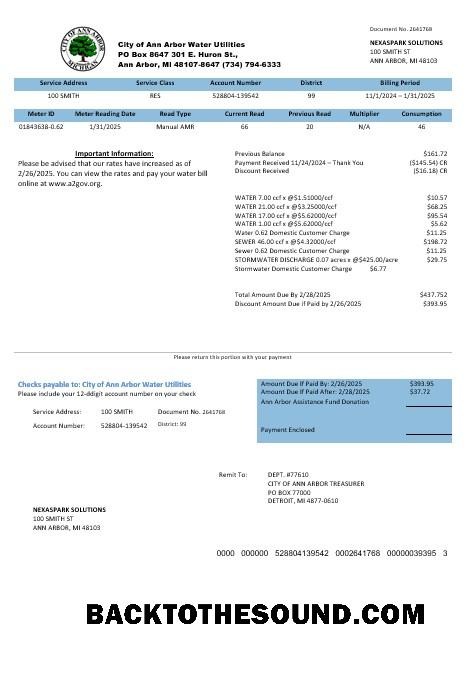 Document No. 2641768
CITY OF ANN ARBOR
MICHIGAN
City of Ann Arbor Water Utilities
PO Box 8647 301 E. Huron St.,
Ann Arbor, MI 48107-8647 (734) 794-6333
NEXASPARK SOLUTIONS
100 SMITH ST
ANN ARBOR, MI 48103
Service Address Service Class Account Number District Billing Period
100 SMITH RES 528804-139542 99 11/1/2024 – 1/31/2025
Meter ID Meter Reading Date Read Type Current Read Previous Read Multiplier Consumption
01843638-0.62 1/31/2025 Manual AMR 66 20 N/A 46
Important Information:
Please be advised that our rates have increased as of
2/26/2025. You can view the rates and pay your water bill
online at www.a2gov.org.
Previous Balance $161.72
Payment Received 11/24/2024 – Thank You ($145.54) CR
Discount Received ($16.18) CR
WATER 7.00 ccf x @$1.51000/ccf $10.57
WATER 21.00 ccf x @$3.25000/ccf $68.25
WATER 17.00 ccf x @$5.62000/ccf $95.54
WATER 1.00 ccf x @$5.62000/ccf $5.62
Water 0.62 Domestic Customer Charge $11.25
SEWER 46.00 ccf x @$4.32000/ccf $198.72
Sewer 0.62 Domestic Customer Charge $11.25
STORMWATER DISCHARGE 0.07 acres x @$425.00/acre $29.75
Stormwater Domestic Customer Charge $6.77
Total Amount Due By 2/28/2025 $437.752
Discount Amount Due if Paid by 2/26/2025 $393.95
Please return this portion with your payment
Checks payable to: City of Ann Arbor Water Utilities
Please include your 12-ddigit account number on your check
Service Address: 100 SMITH Document No. 2641768
Account Number: 528804-139542 District: 99
Amount Due If Paid By: 2/26/2025 $393.95
Amount Due If Paid After: 2/28/2025 $37.72
Ann Arbor Assistance Fund Donation
Payment Enclosed
Remit To: DEPT. #77610
CITY OF ANN ARBOR TREASURER
PO BOX 77000
DETROIT, MI 4877-0610
NEXASPARK SOLUTIONS
100 SMITH ST
ANN ARBOR, MI 48103
0000 000000 528804139542 0002641768 00000039395 3
BACKTOTHESOUND.COM